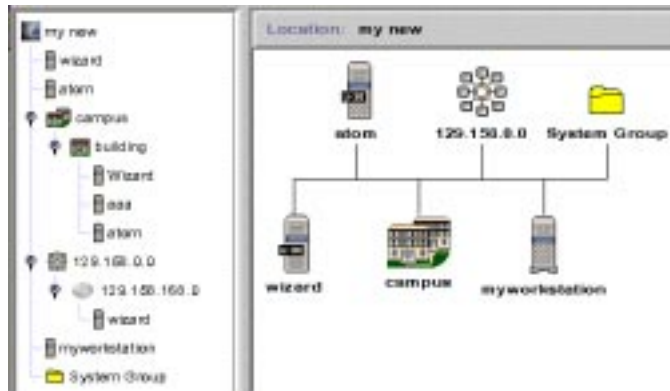 my new
wizard
atom
campus
building
Wizard
aaa
atom
129.158.0.0
129.158.160.0
wizard
myworkstation
System Group
Location: my new
atom
129.158.0.0
System Group
wizard
campus
myworkstation